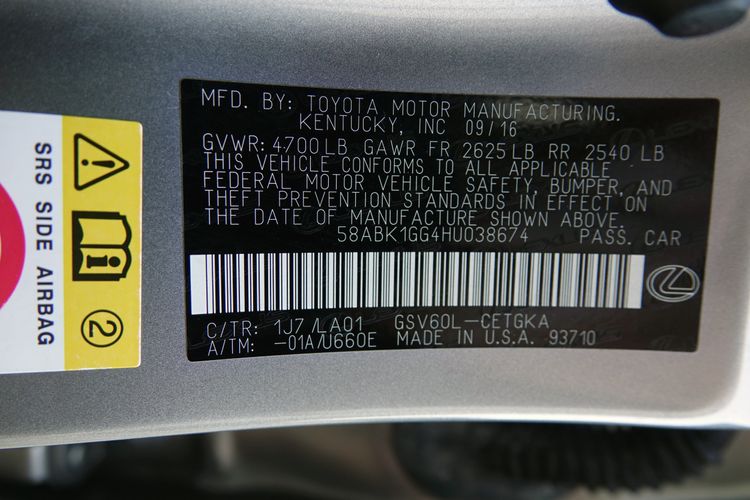 MFD. BY: TOYOTA MOTOR MANUFACTURING.
KENTUCKY, INC 09/16
GVWR: 4700 LB GAWR FR 2625 LB RR 2540 LB
THIS VEHICLE CONFORMS TO ALL APPLICABLE
FEDERAL MOTOR VEHICLE SAFETY, BUMPER, AND
THEFT PREVENTION STANDARDS IN EFFECT ON
THE DATE OF MANUFACTURE SHOWN ABOVE.
58ABK1GG4HU038674 PASS. CAR
C/TR: 1J7 /LA01 GSV60L-CETGKA
A/TM: -01A/U660E MADE IN U.S.A. 93710
SRS SIDE AIRBAG
2